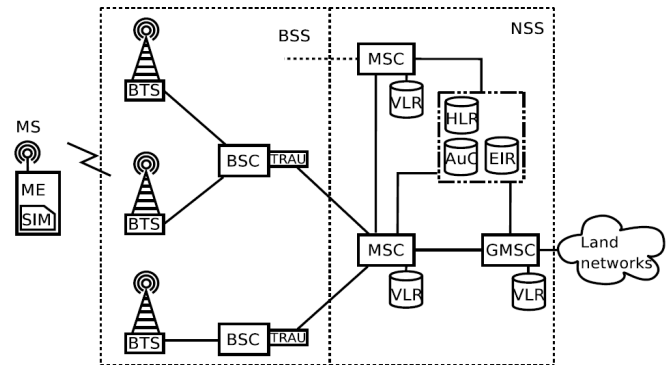 BSS
NSS
MSC
BTS
VLR
HLR
MS
BSC
TRAU
AuC
EIR
ME
SIM
BTS
MSC
GMSC
Land
networks
VLR
VLR
BTS
BSC
TRAU